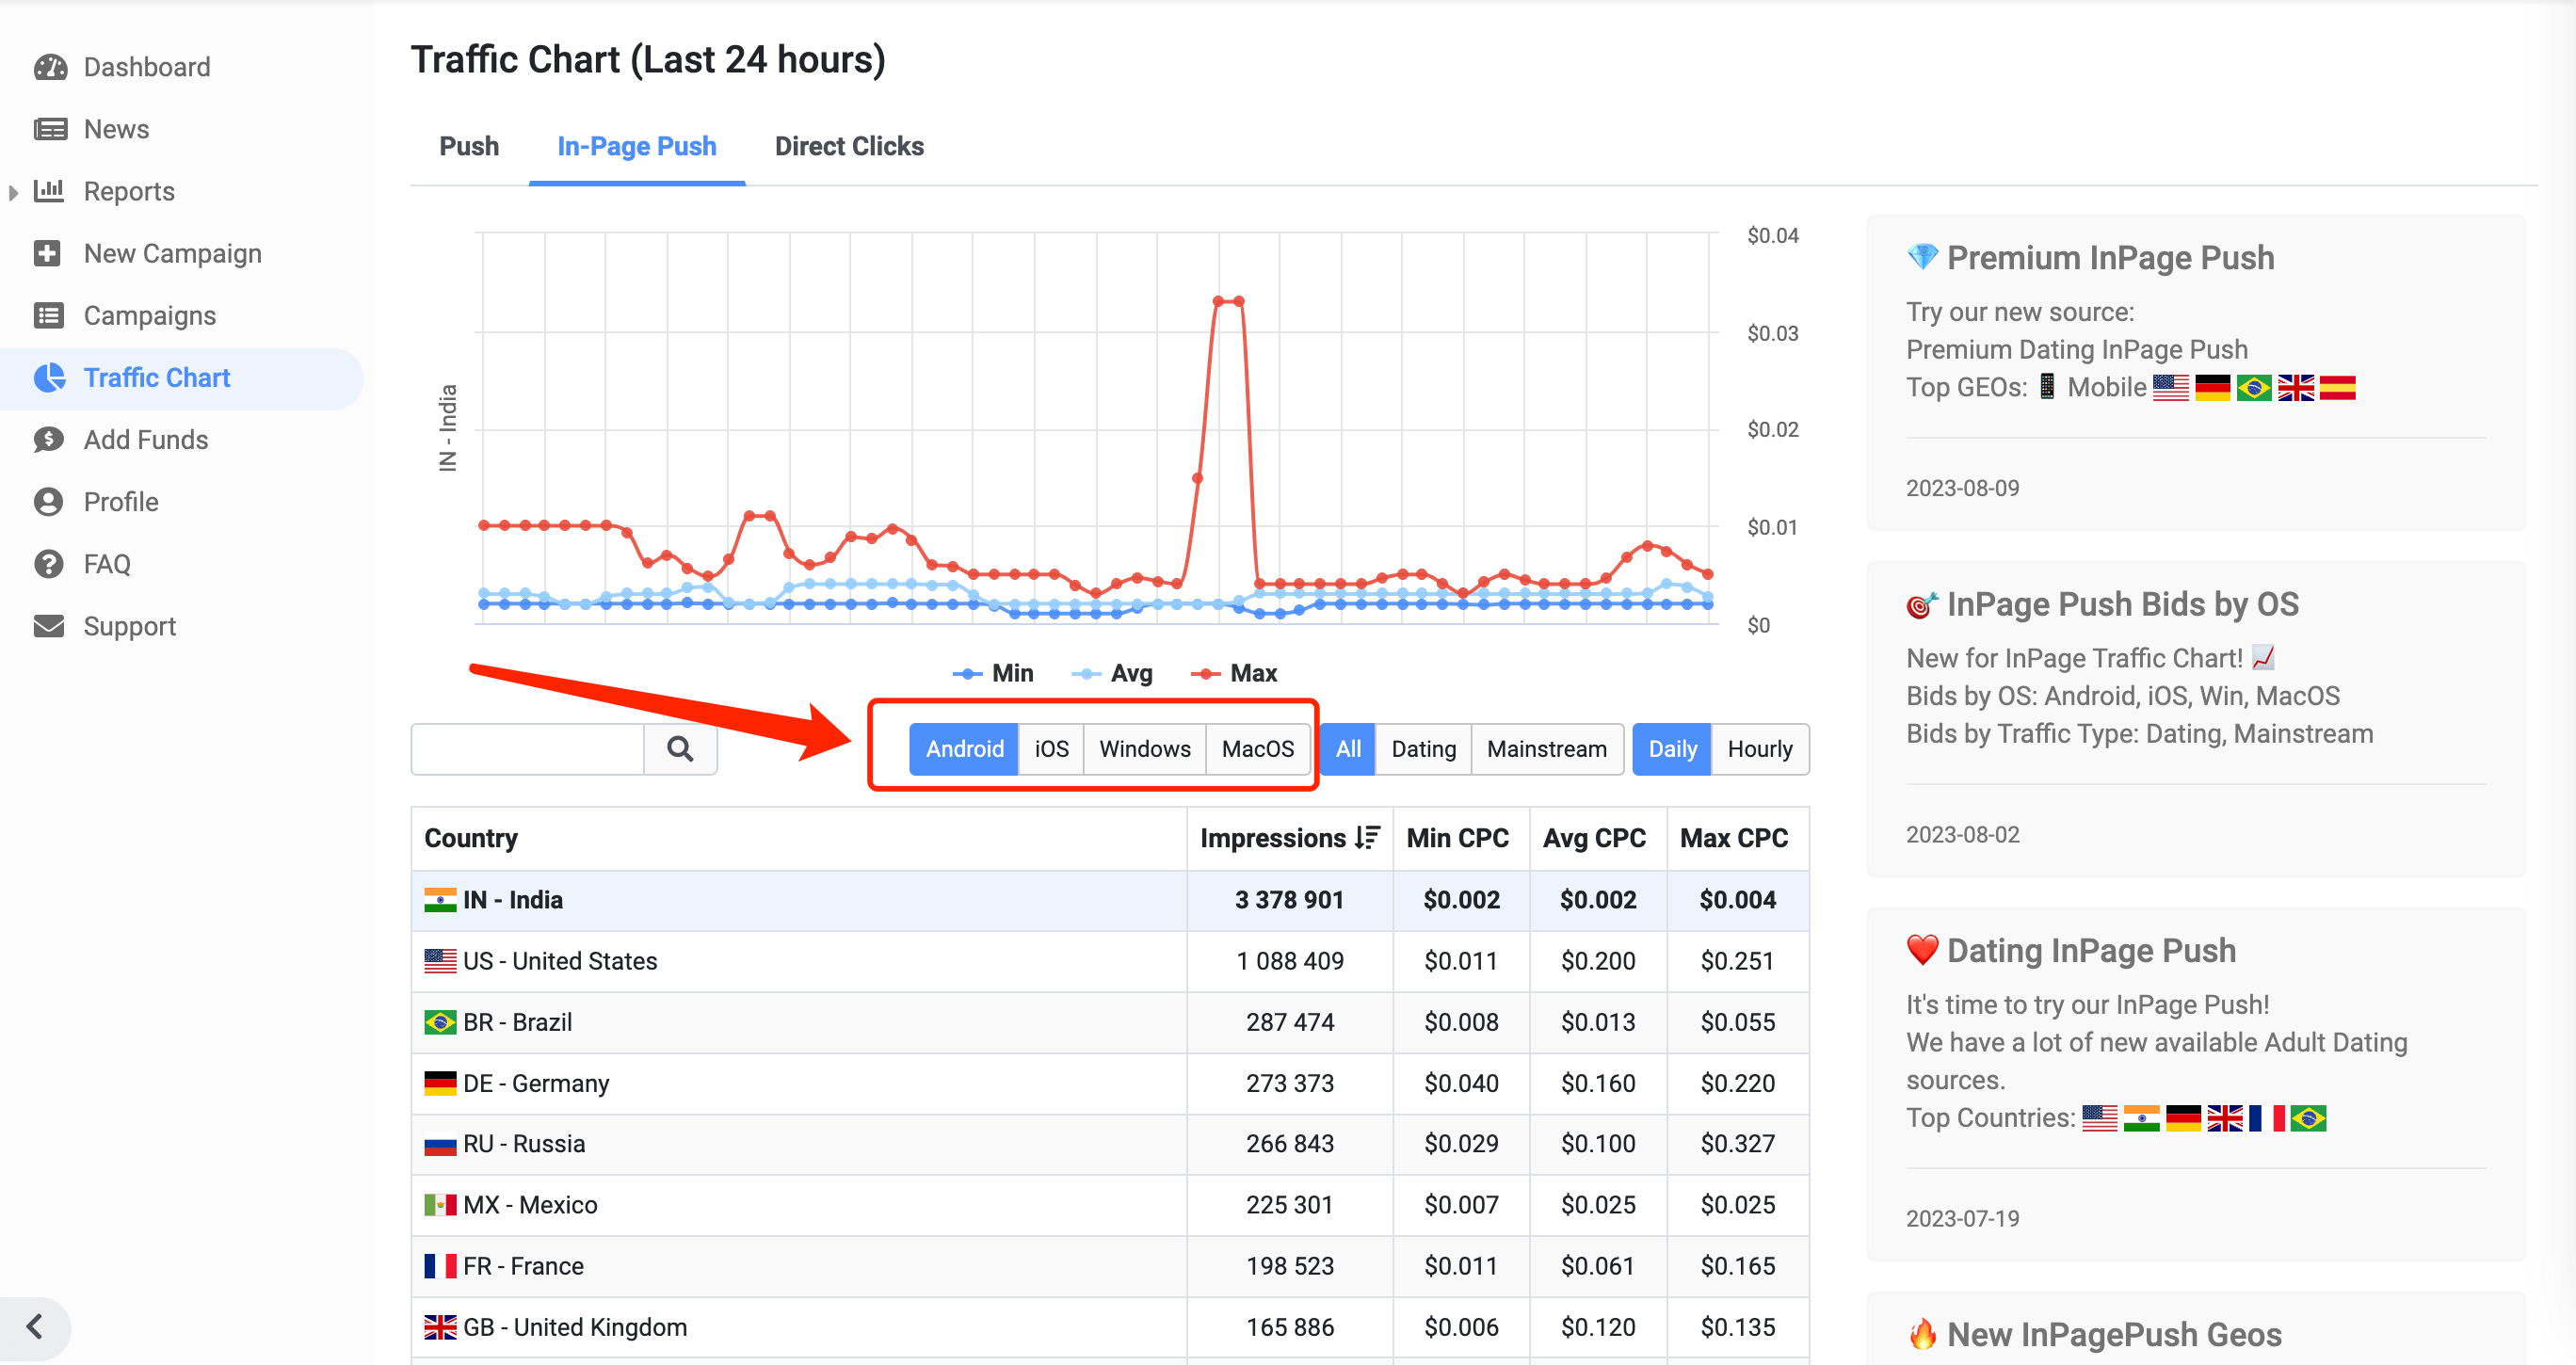 Dashboard
News
Reports
New Campaign
Campaigns
Traffic Chart
Add Funds
Profile
FAQ
Support
Traffic Chart (Last 24 hours)
Push In-Page Push Direct Clicks
$0.04
$0.03
$0.02
$0.01
$0
IN - India
Min Avg Max
Android iOS Windows MacOS All Dating Mainstream Daily Hourly
Country Impressions Min CPC Avg CPC Max CPC
IN - India 3 378 901 $0.002 $0.002 $0.004
US - United States 1 088 409 $0.011 $0.200 $0.251
BR - Brazil 287 474 $0.008 $0.013 $0.055
DE - Germany 273 373 $0.040 $0.160 $0.220
RU - Russia 266 843 $0.029 $0.100 $0.327
MX - Mexico 225 301 $0.007 $0.025 $0.025
FR - France 198 523 $0.011 $0.061 $0.165
GB - United Kingdom 165 886 $0.006 $0.120 $0.135
Premium InPage Push
Try our new source:
Premium Dating InPage Push
Top GEOs: Mobile
2023-08-09
InPage Push Bids by OS
New for InPage Traffic Chart!
Bids by OS: Android, iOS, Win, MacOS
Bids by Traffic Type: Dating, Mainstream
2023-08-02
Dating InPage Push
It's time to try our InPage Push!
We have a lot of new available Adult Dating
sources.
Top Countries:
2023-07-19
New InPagePush Geos